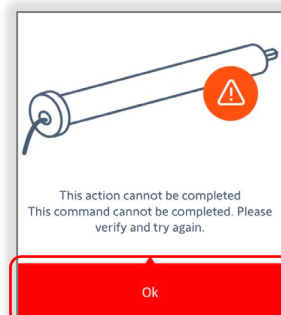 This action cannot be completed
This command cannot be completed. Please
verify and try again.
Ok